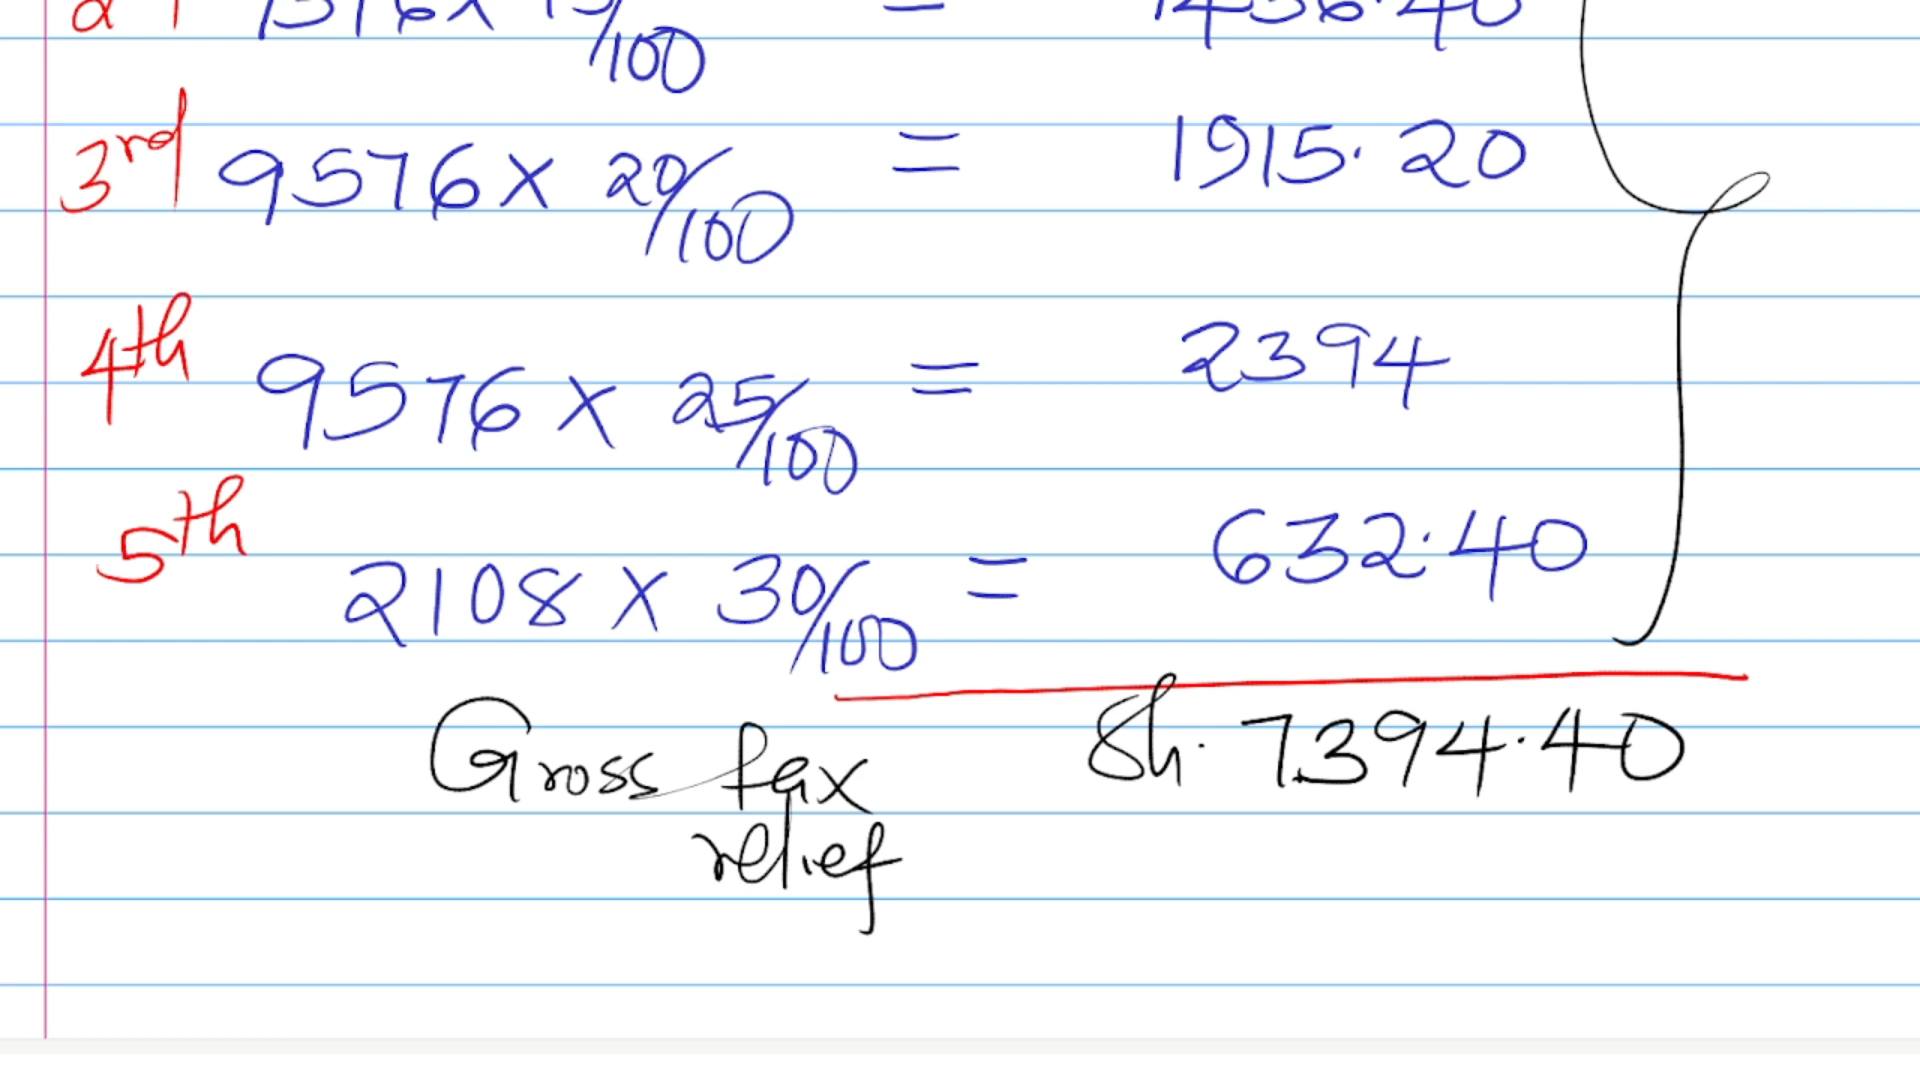 3rd 9576 x 20/100 = 1915.20
4th 9576 x 25/100 = 2394
5th 2108 x 30/100 = 632.40
Gross tax Sh. 7394.40
relief